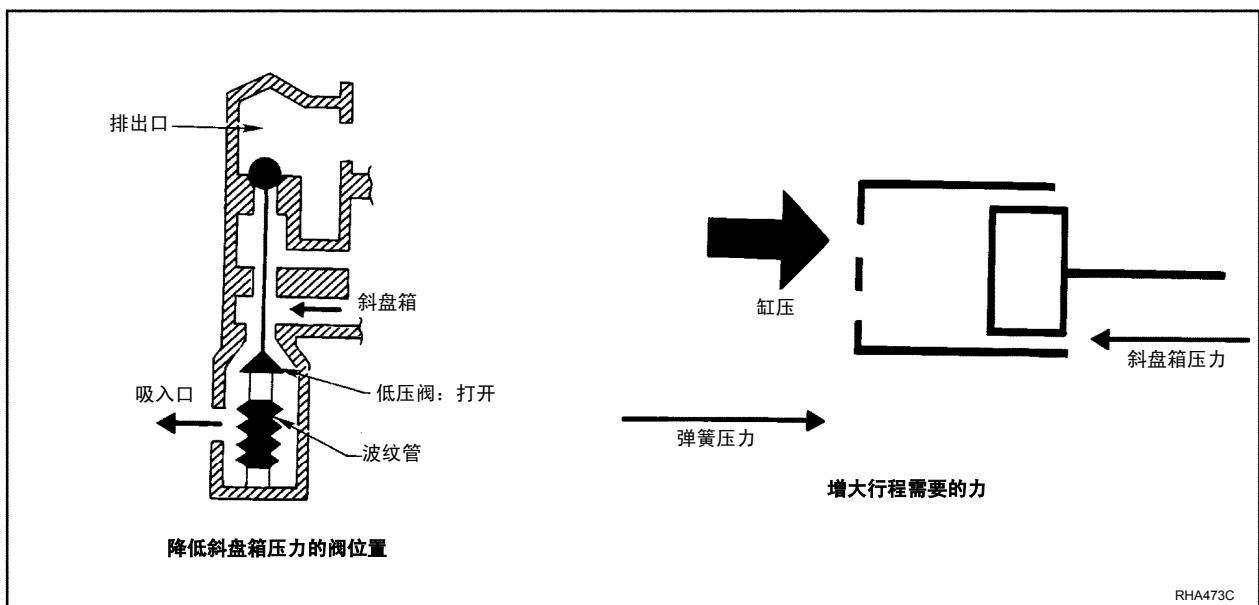 排出口
斜盘箱
吸入口
低压阀：打开
波纹管
降低斜盘箱压力的阀位置
缸压
斜盘箱压力
弹簧压力
增大行程需要的力
RHA473C